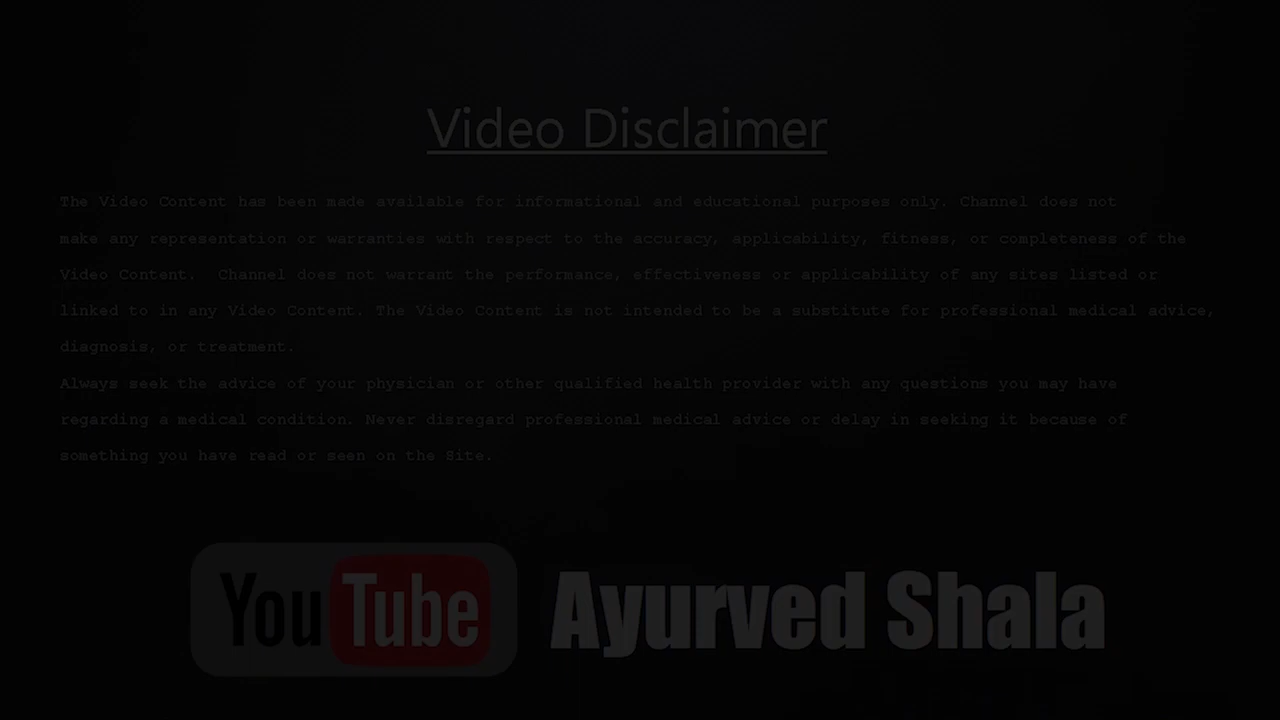 Video Disclaimer
The Video Content has been made available for informational and educational purposes only. Channel does not
make any representation or warranties with respect to the accuracy, applicability, fitness, or completeness of the
Video Content.  Channel does not warrant the performance, effectiveness or applicability of any sites listed or
linked to in any Video Content. The Video Content is not intended to be a substitute for professional medical advice,
diagnosis, or treatment.
Always seek the advice of your physician or other qualified health provider with any questions you may have
regarding a medical condition. Never disregard professional medical advice or delay in seeking it because of
something you have read or seen on the Site.
YouTube Ayurved Shala